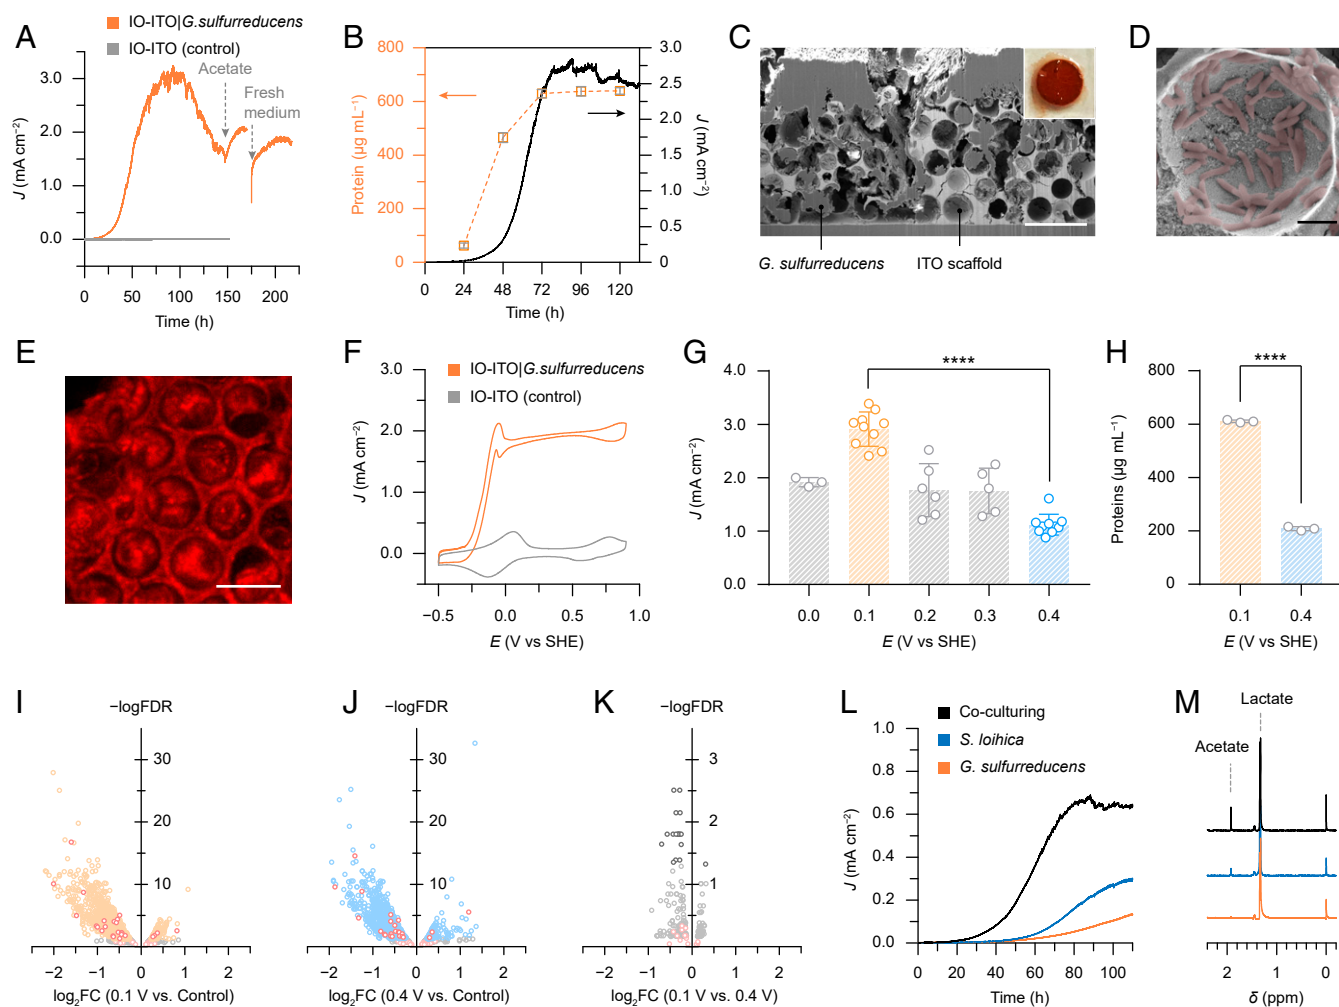 A
IO-ITO|G.sulfurreducens
IO-ITO (control)
Acetate
Fresh
medium
3.0
2.0
1.0
0.0
J (mA cm−2)
0 50 100 150 200
Time (h)
B
800
600
400
200
0
Protein (µg mL−1)
3.0
2.5
2.0
1.5
1.0
0.5
0.0
J (mA cm−2)
0 24 48 72 96 120
Time (h)
C
G. sulfurreducens
ITO scaffold
D
E
F
IO-ITO|G.sulfurreducens
IO-ITO (control)
3.0
2.0
1.0
0.0
J (mA cm−2)
−0.5 0.0 0.5 1.0
E (V vs SHE)
G
****
4.0
3.0
2.0
1.0
0.0
J (mA cm−2)
0.0 0.1 0.2 0.3 0.4
E (V vs SHE)
H
****
800
600
400
200
0
Proteins (µg mL−1)
0.1 0.4
E (V vs SHE)
I
−logFDR
30
20
10
−2 −1 0 1 2
log2FC (0.1 V vs. Control)
J
−logFDR
30
20
10
−2 −1 0 1 2
log2FC (0.4 V vs. Control)
K
−logFDR
3
2
1
−2 −1 0 1 2
log2FC (0.1 V vs. 0.4 V)
L
Co-culturing
S. loihica
G. sulfurreducens
1.0
0.8
0.6
0.4
0.2
0.0
J (mA cm−2)
0 20 40 60 80 100
Time (h)
M
Lactate
Acetate
2 1 0
δ (ppm)